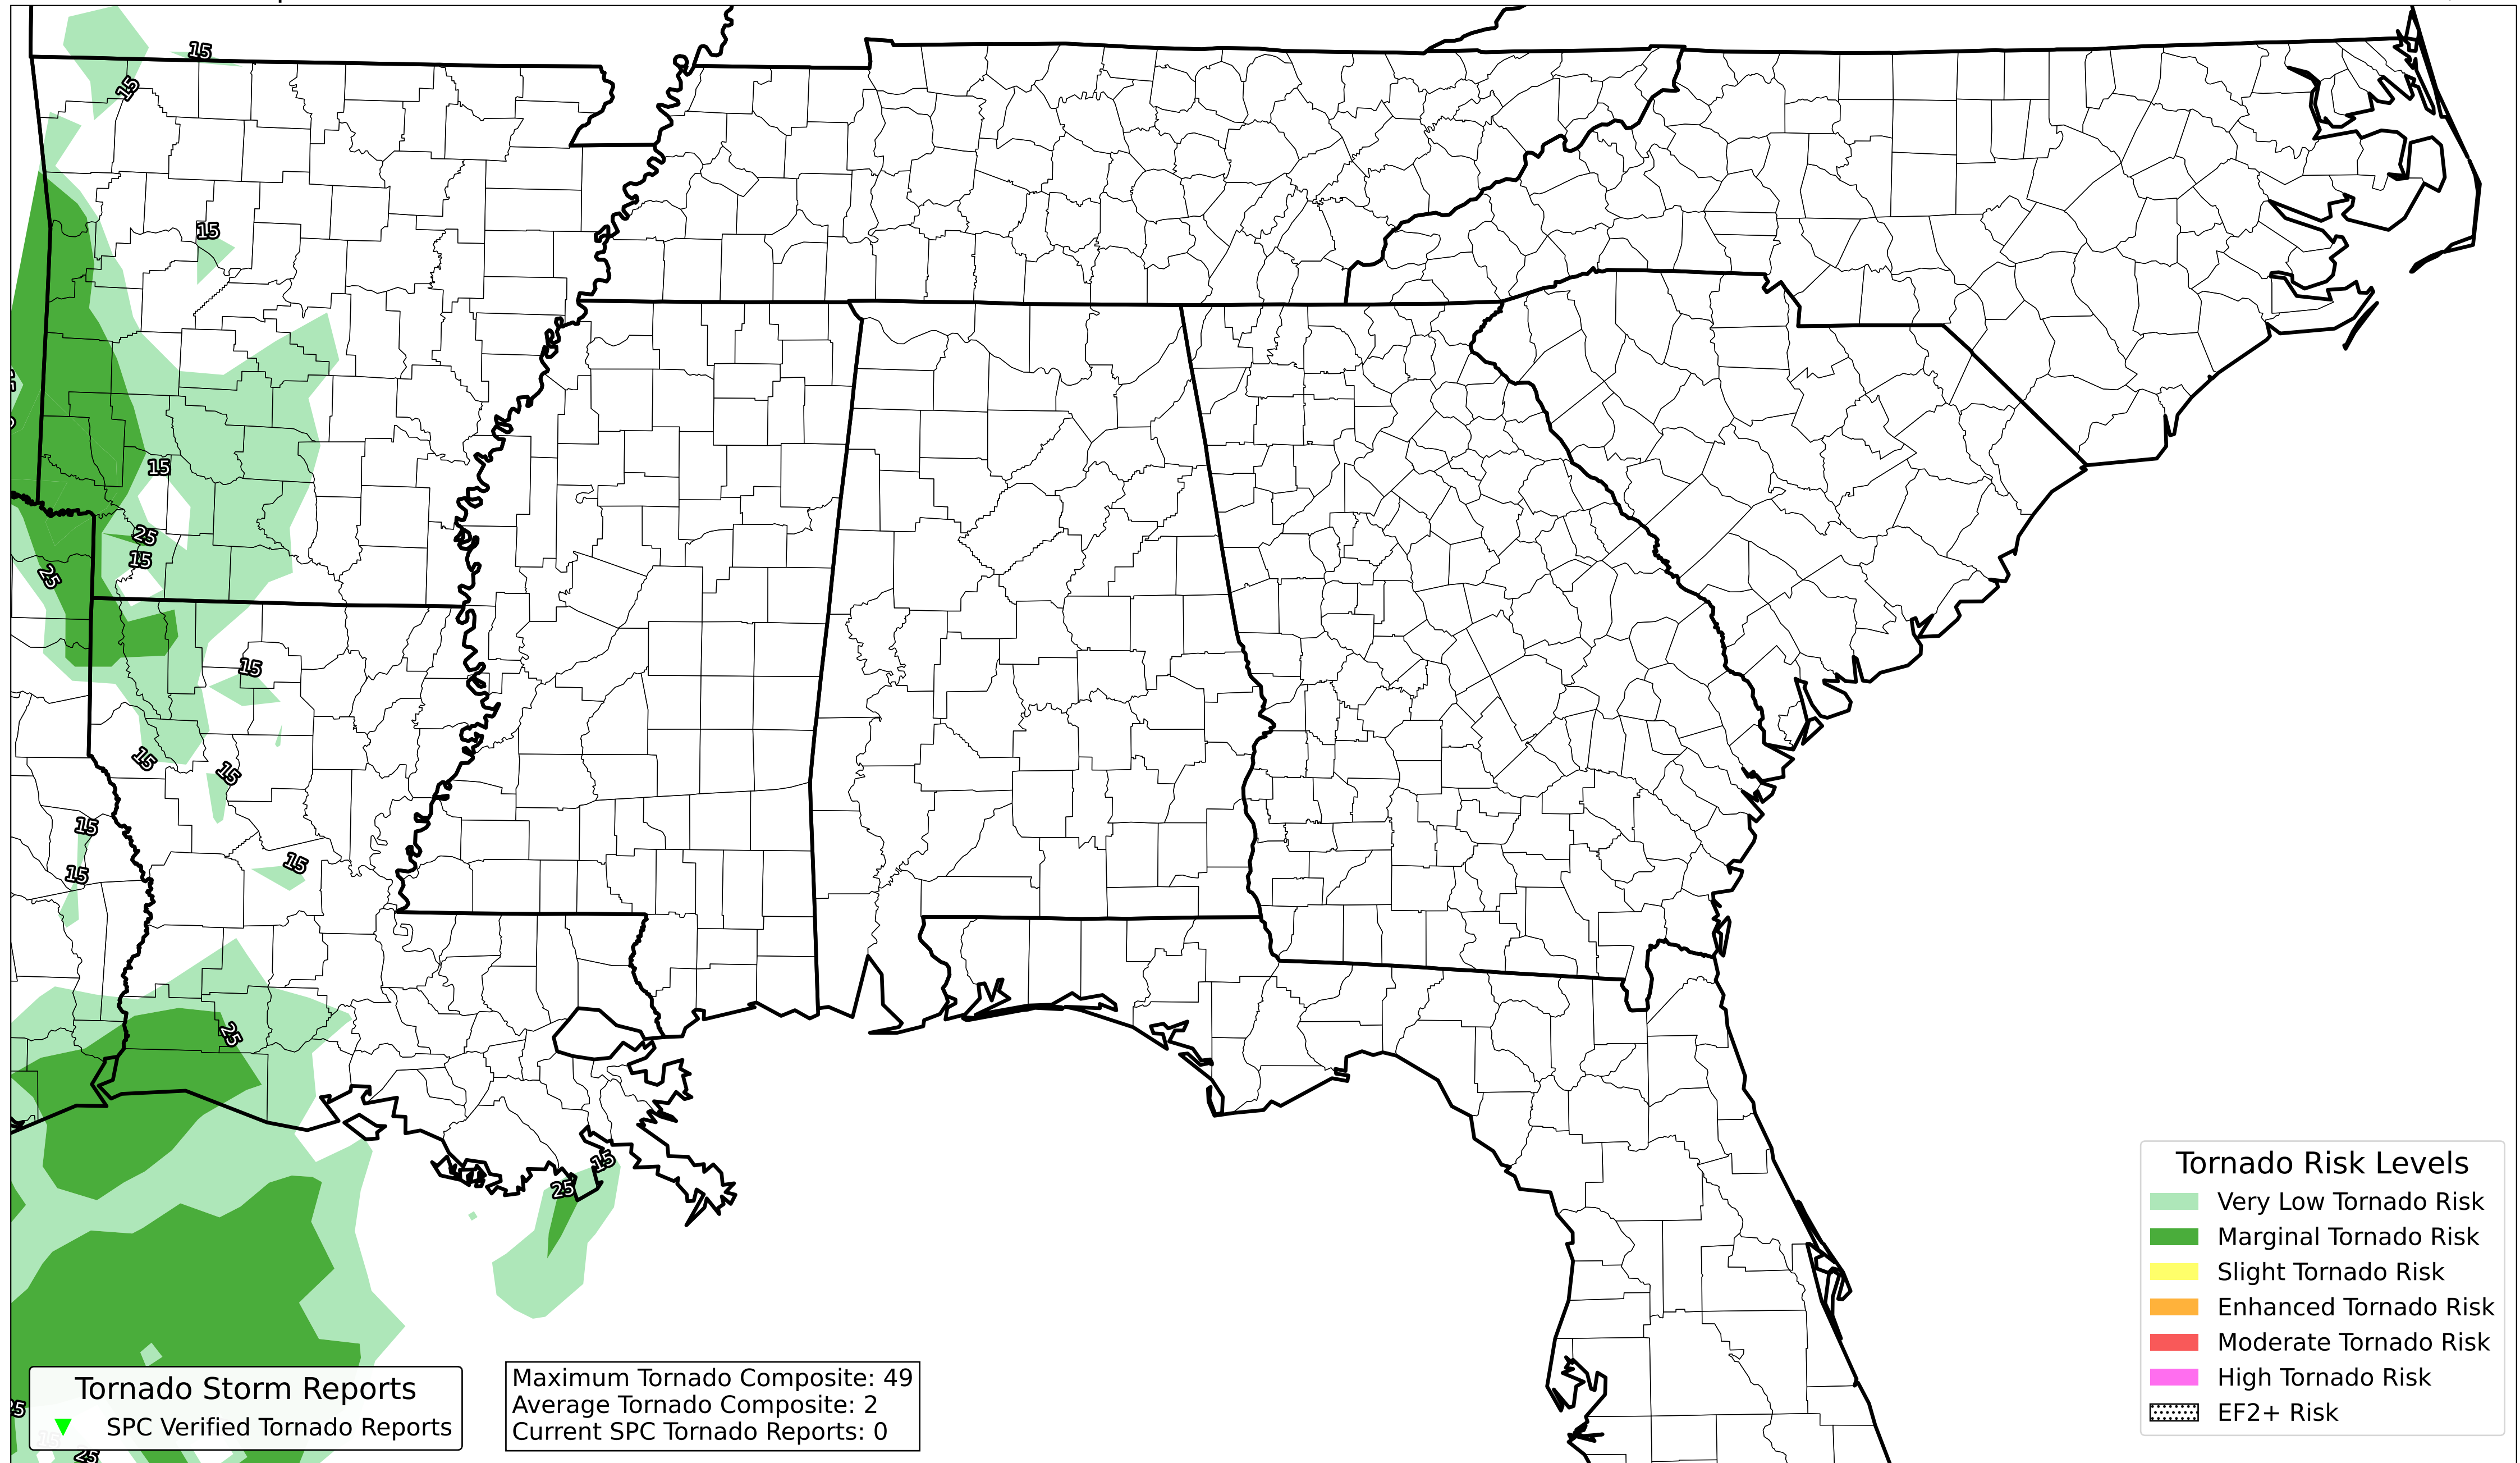 15
15
15
15
25
15
25
15
15
15
15
15
15
25
15
25
25
25
Tornado Storm Reports
SPC Verified Tornado Reports
Maximum Tornado Composite: 49
Average Tornado Composite: 2
Current SPC Tornado Reports: 0
Tornado Risk Levels
Very Low Tornado Risk
Marginal Tornado Risk
Slight Tornado Risk
Enhanced Tornado Risk
Moderate Tornado Risk
High Tornado Risk
EF2+ Risk